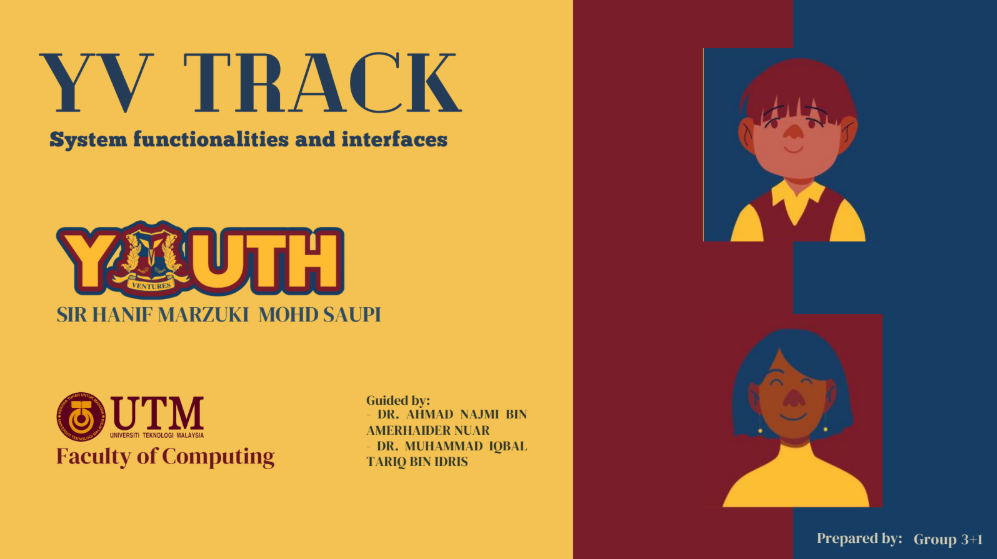 YV TRACK
System functionalities and interfaces
YOUTH
VENTURES
SIR HANIF MARZUKI MOHD SAUPI
UTM
UNIVERSITI TEKNOLOGI MALAYSIA
Faculty of Computing
Guided by:
- DR. AHMAD NAJMI BIN
AMERHAIDER NUAR
- DR. MUHAMMAD IQBAL
TARIQ BIN IDRIS
Prepared by: Group 3+1